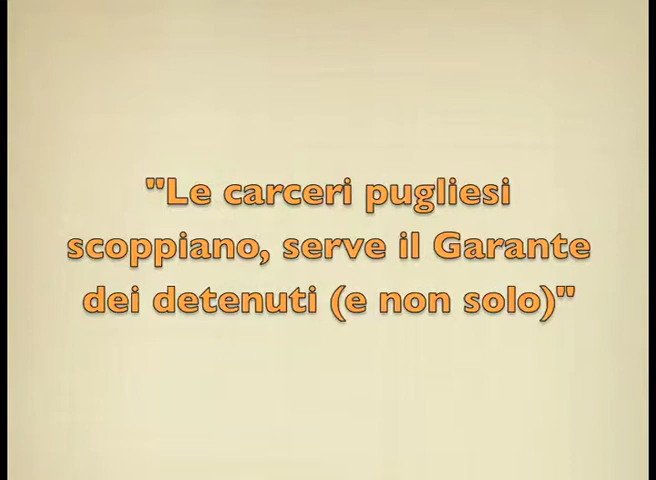 "Le carceri pugliesi
scoppiano, serve il Garante
dei detenuti (e non solo)"